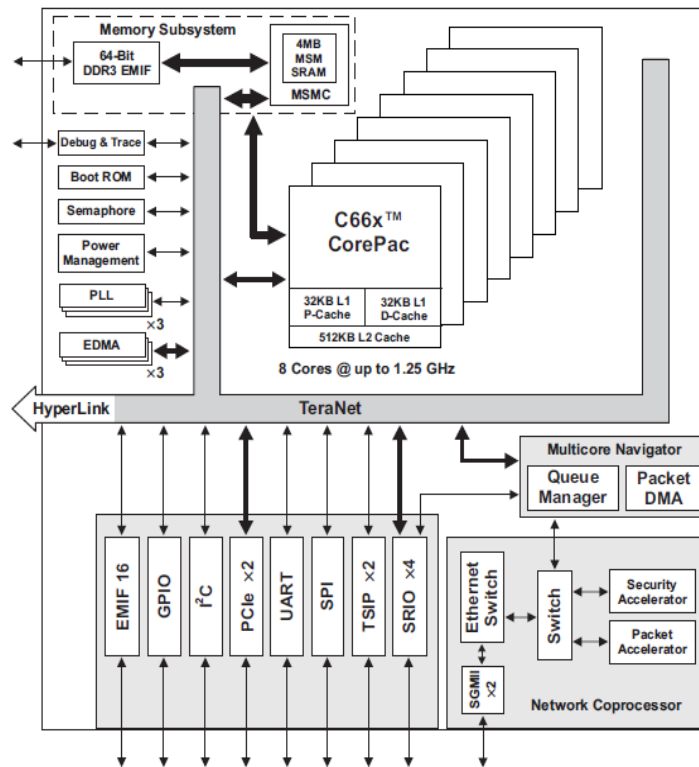 Memory Subsystem
64-Bit
DDR3 EMIF
4MB
MSM
SRAM
MSMC
Debug & Trace
Boot ROM
Semaphore
Power
Management
PLL
×3
EDMA
×3
C66x™
CorePac
32KB L1
P-Cache
32KB L1
D-Cache
512KB L2 Cache
8 Cores @ up to 1.25 GHz
HyperLink
TeraNet
Multicore Navigator
Queue
Manager
Packet
DMA
EMIF 16
GPIO
I²C
PCIe ×2
UART
SPI
TSIP ×2
SRIO ×4
Ethernet
Switch
Switch
Security
Accelerator
Packet
Accelerator
SGMII
×2
Network Coprocessor